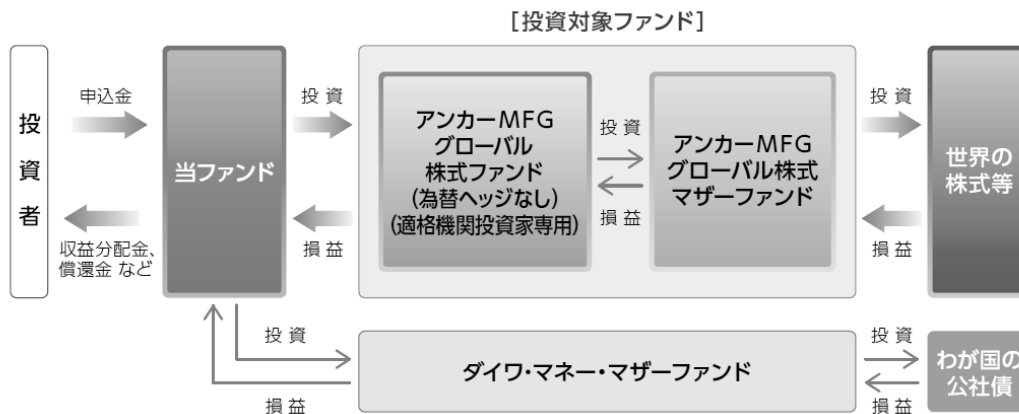 [投資対象ファンド]
投資者
申込金
収益分配金、
償還金 など
当ファンド
投資
損益
アンカーMFG
グローバル
株式ファンド
(為替ヘッジなし)
(適格機関投資家専用)
投資
損益
アンカーMFG
グローバル株式
マザーファンド
投資
損益
世界の
株式等
投資
損益
ダイワ・マネー・マザーファンド
投資
損益
わが国の
公社債